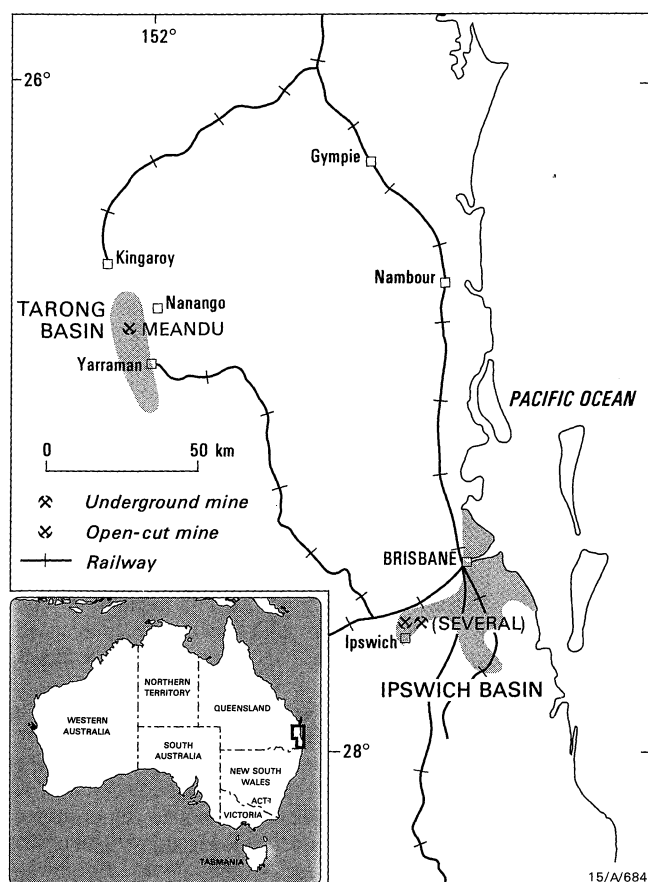 152°
26°
Gympie
Kingaroy
Nambour
TARONG
BASIN
Nanango
MEANDU
Yarraman
PACIFIC OCEAN
0 50 km
Underground mine
Open-cut mine
Railway
BRISBANE
(SEVERAL)
Ipswich
IPSWICH BASIN
NORTHERN
TERRITORY
QUEENSLAND
WESTERN
AUSTRALIA
SOUTH
AUSTRALIA
28°
NEW SOUTH
WALES
ACT
VICTORIA
TASMANIA
15/A/684